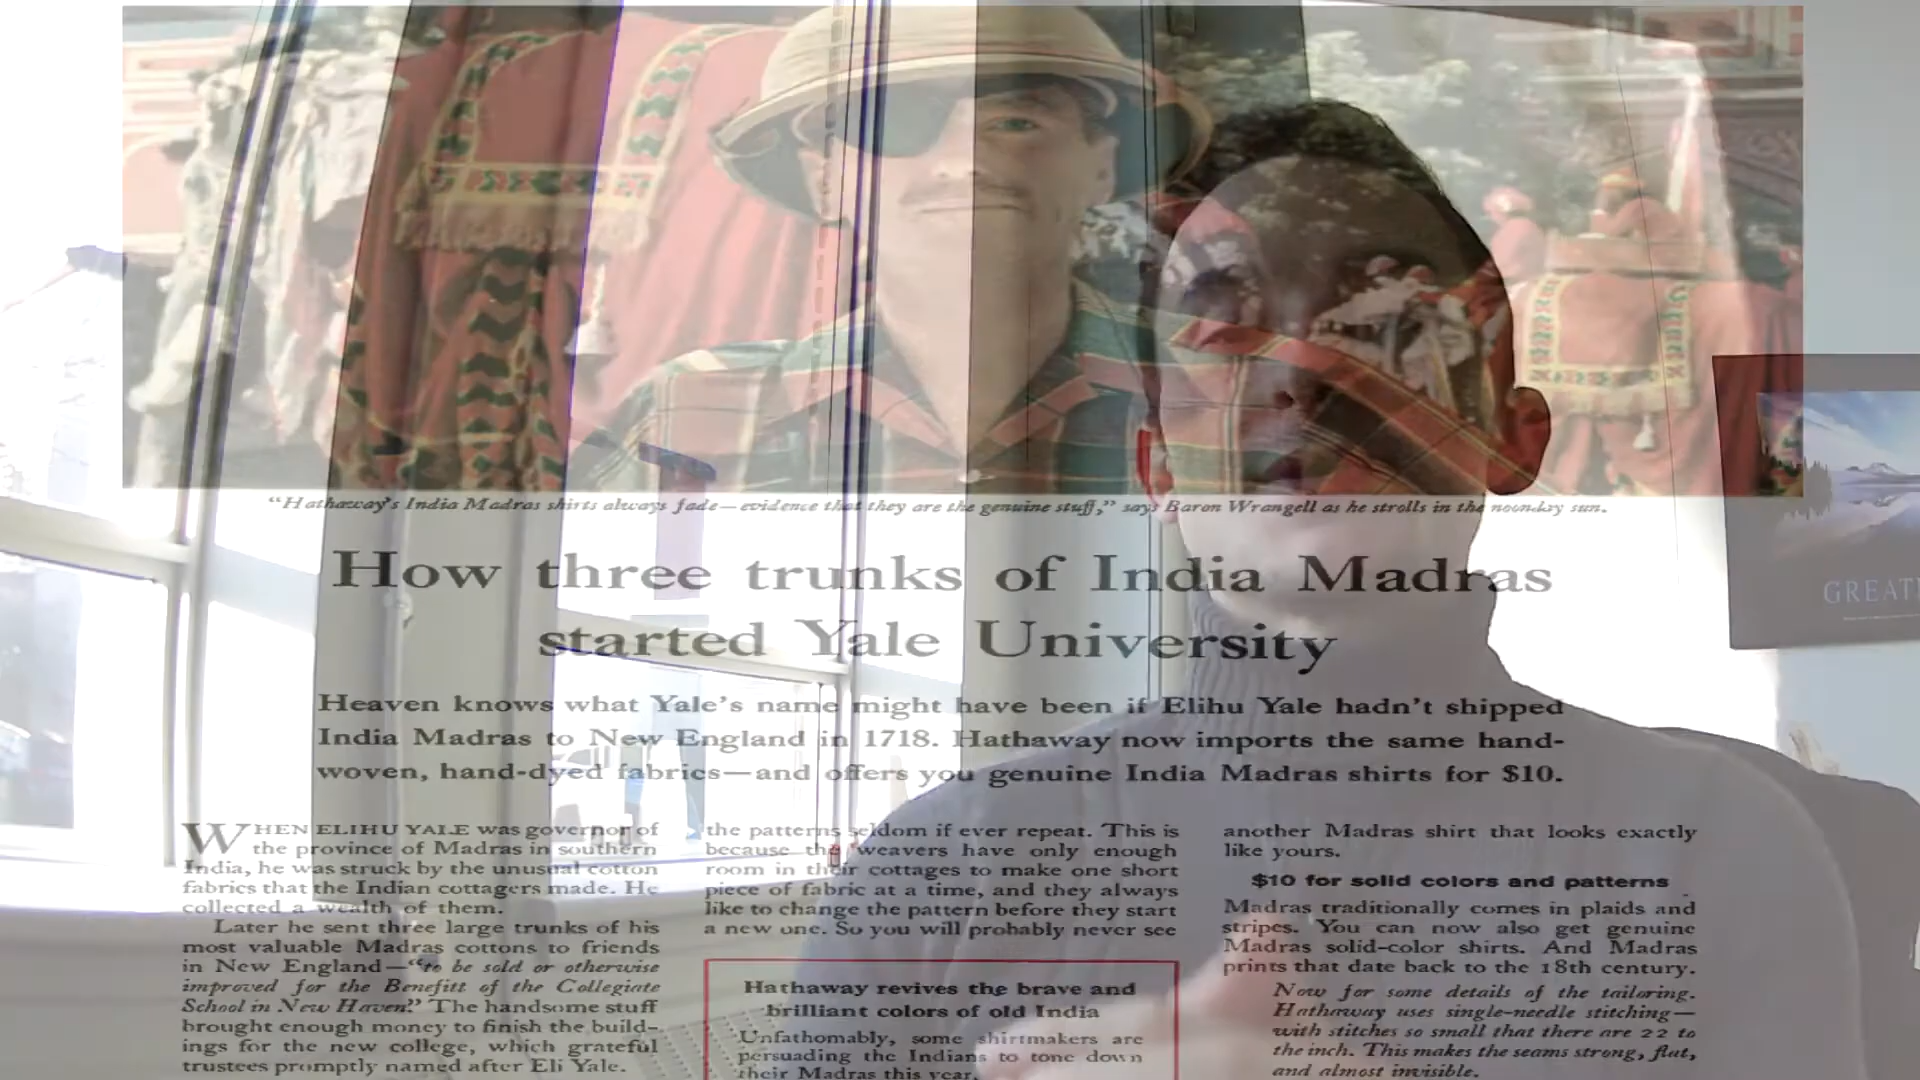 “Hathaway’s India Madras shirts always fade—evidence that they are the genuine stuff,” says Baron Wrangell as he strolls in the noonday sun.
How three trunks of India Madras
started Yale University
Heaven knows what Yale’s name might have been if Elihu Yale hadn’t shipped
India Madras to New England in 1718. Hathaway now imports the same hand-
woven, hand-dyed fabrics—and offers you genuine India Madras shirts for $10.
WHEN ELIHU YALE was governor of
the province of Madras in southern
India, he was struck by the unusual cotton
fabrics that the Indian cottagers made. He
collected a wealth of them.
Later he sent three large trunks of his
most valuable Madras cottons to friends
in New England—“to be sold or otherwise
improved for the Benefitt of the Collegiate
School in New Haven.” The handsome stuff
brought enough money to finish the build-
ings for the new college, which grateful
trustees promptly named after Eli Yale.
the patterns seldom if ever repeat. This is
because the weavers have only enough
room in their cottages to make one short
piece of fabric at a time, and they always
like to change the pattern before they start
a new one. So you will probably never see
Hathaway revives the brave and
brilliant colors of old India
Unfathomably, some shirtmakers are
persuading the Indians to tone down
their Madras this year.
another Madras shirt that looks exactly
like yours.
$10 for solid colors and patterns
Madras traditionally comes in plaids and
stripes. You can now also get genuine
Madras solid-color shirts. And Madras
prints that date back to the 18th century.
Now for some details of the tailoring.
Hathaway uses single-needle stitching—
with stitches so small that there are 22 to
the inch. This makes the seams strong, flat,
and almost invisible.